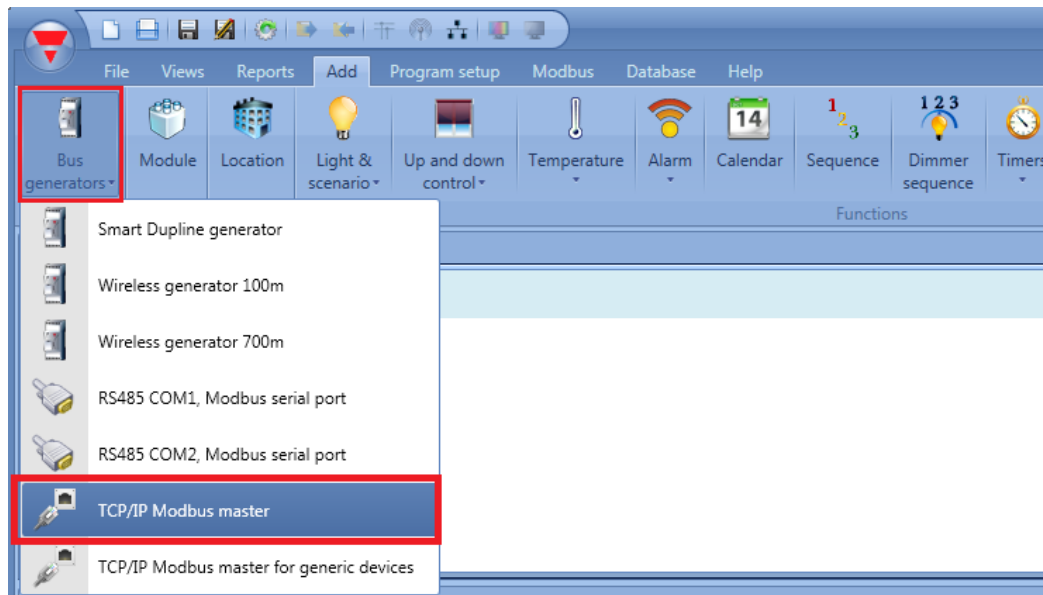 File Views Reports Add Program setup Modbus Database Help
14
1 2 3
1 2 3
Bus generators
Module
Location
Light & scenario
Up and down control
Temperature
Alarm
Calendar
Sequence
Dimmer sequence
Timers
Functions
Smart Dupline generator
Wireless generator 100m
Wireless generator 700m
RS485 COM1, Modbus serial port
RS485 COM2, Modbus serial port
TCP/IP Modbus master
TCP/IP Modbus master for generic devices